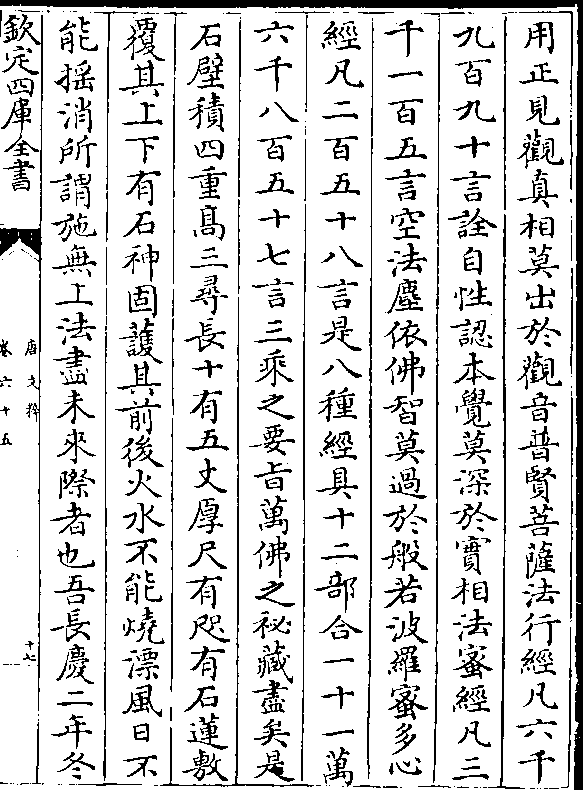 用正見觀真相莫出於觀音普賢菩薩法行經凡六千
九百九十言詮自性認本覺莫深於實相法蜜經凡三
千一百五言空法塵依佛智莫過於般若波羅蜜多心
經凡二百五十八言是八種經具十二部合一十一萬
六千八百五十七言三乘之要旨萬佛之祕藏盡矣是
石壁積四重髙三尋長十有五丈厚尺有咫有石蓮敷
覆其上下有石神固護其前後火水不能燒漂風日不
能揺消所謂施無上法盡未來際者也吾長慶二年冬
欽定四庫全書
唐文粹
卷六十五
十七